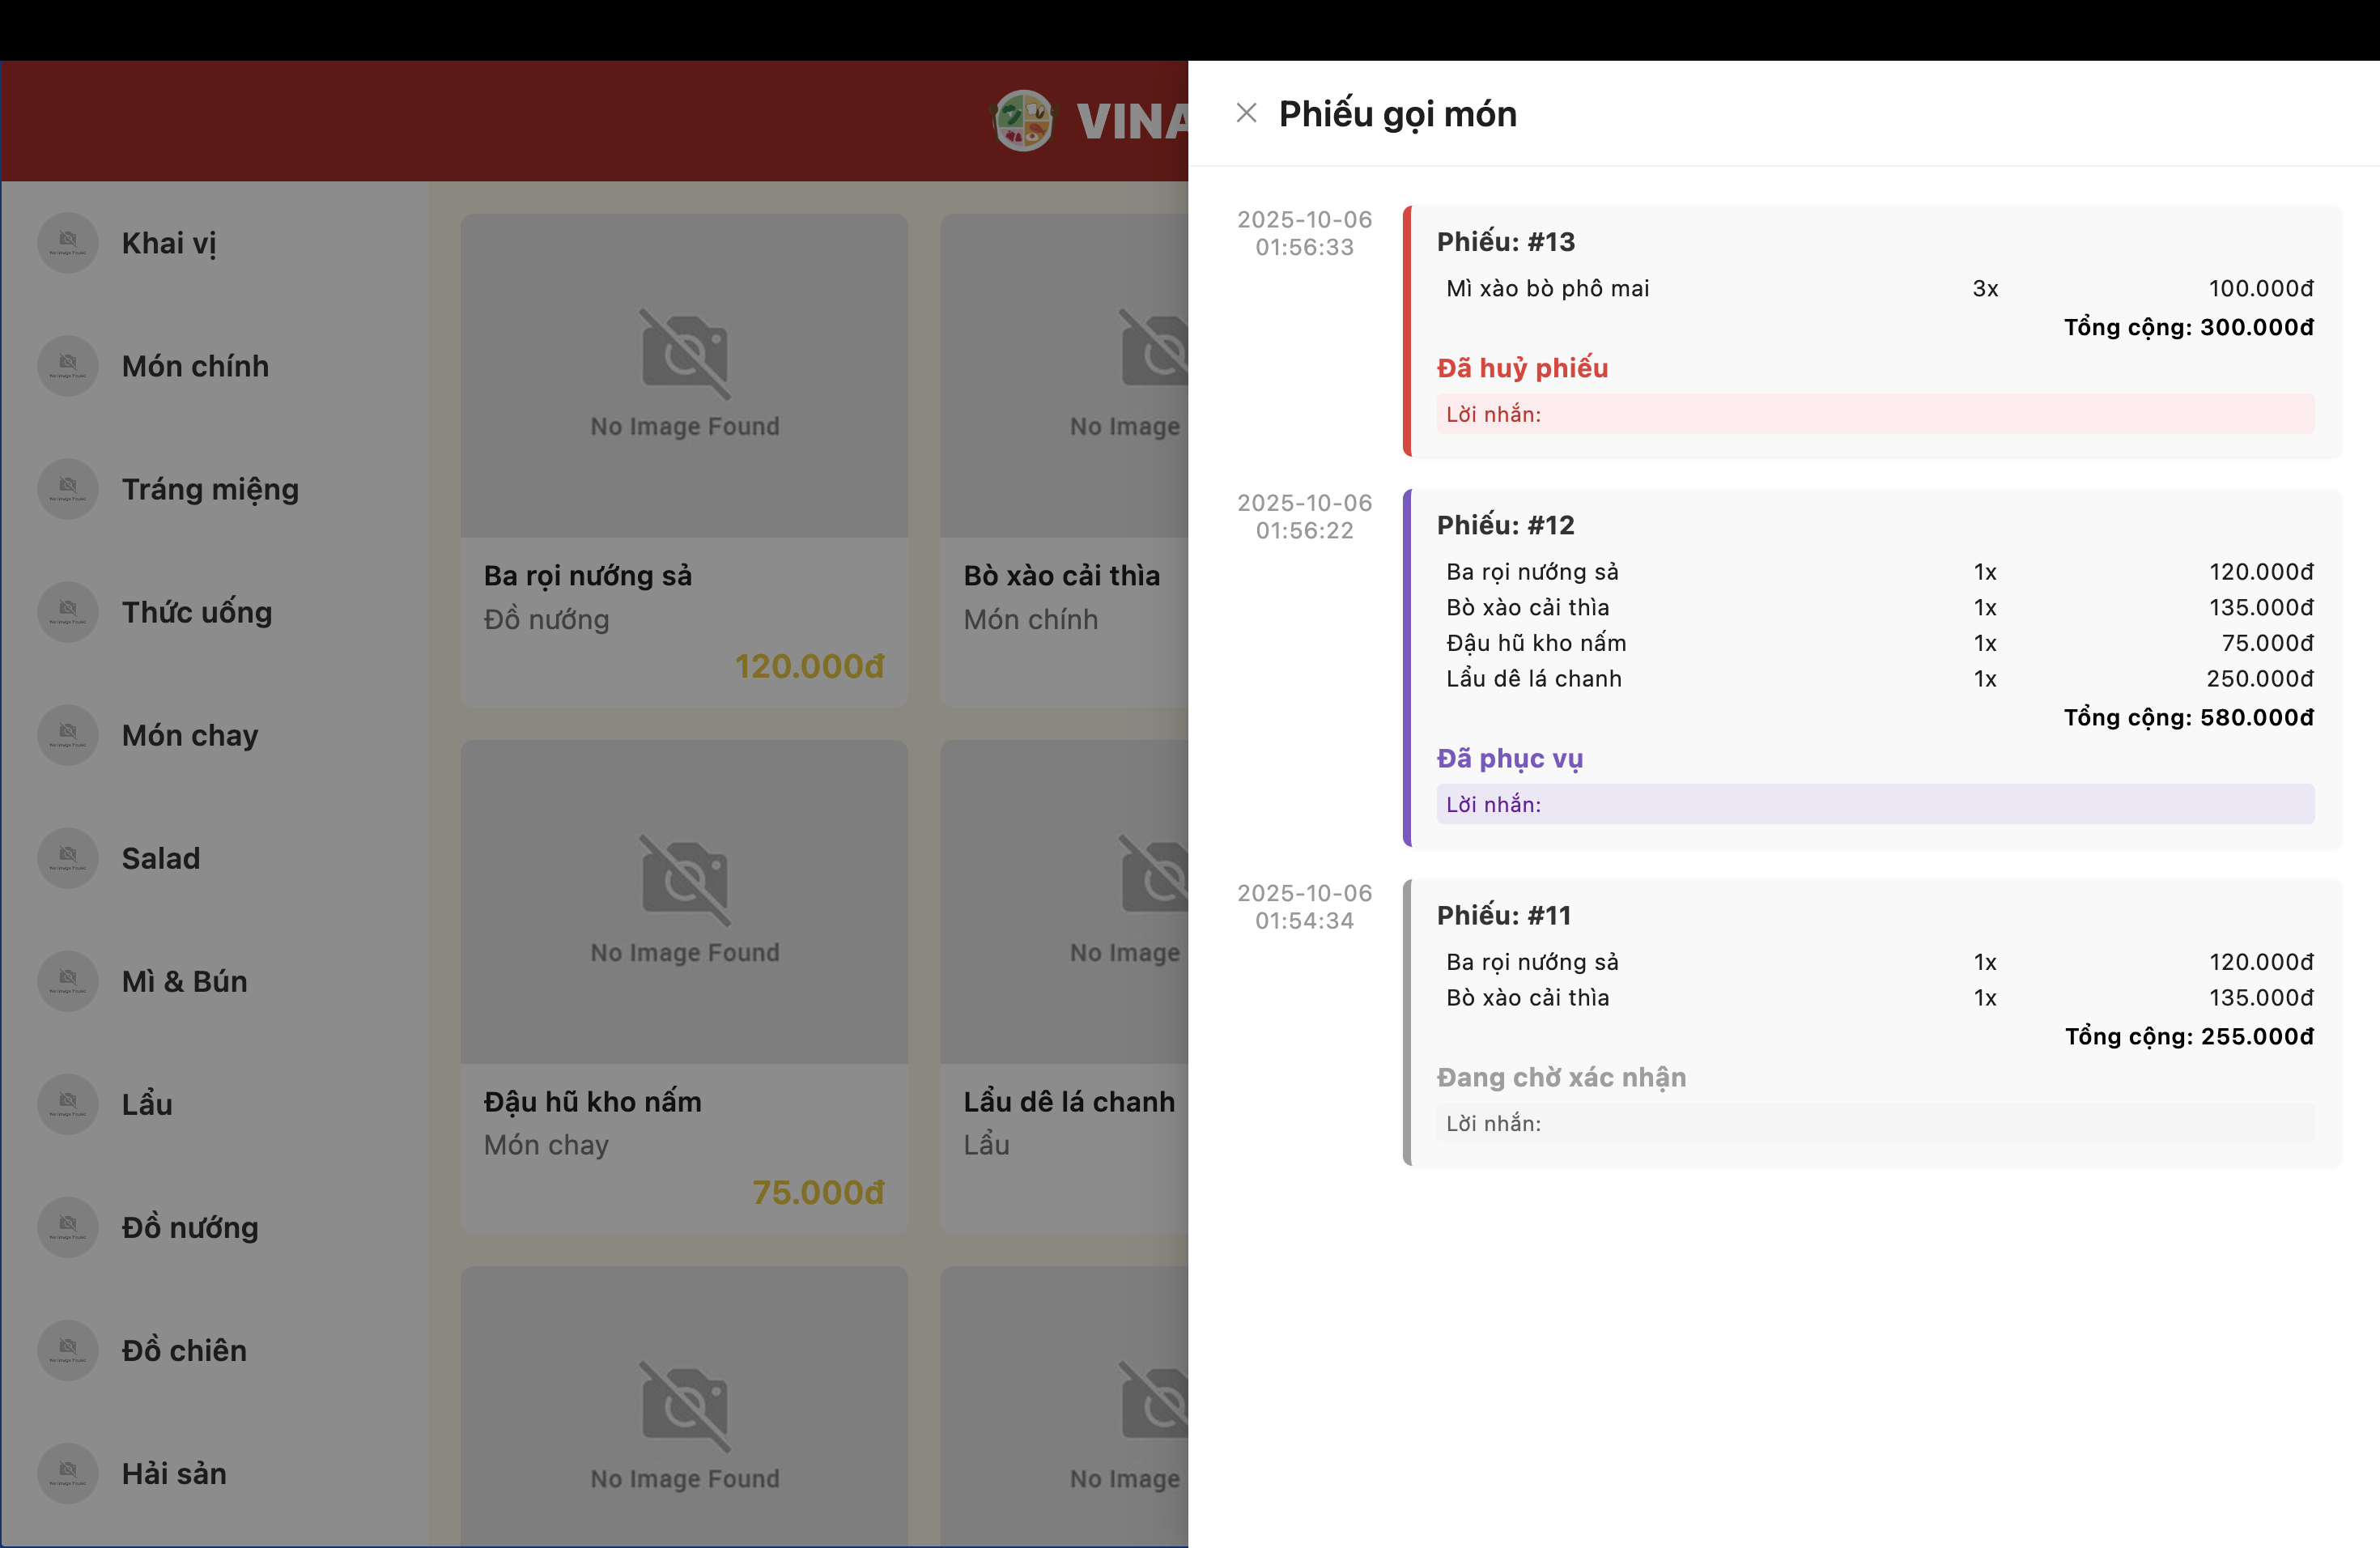 VINA
Khai vị
Món chính
Tráng miệng
Thức uống
Món chay
Salad
Mì & Bún
Lẩu
Đồ nướng
Đồ chiên
Hải sản
No Image Found
No Image
Ba rọi nướng sả
Đồ nướng
120.000đ
Bò xào cải thìa
Món chính
No Image Found
No Image
Đậu hũ kho nấm
Món chay
75.000đ
Lẩu dê lá chanh
Lẩu
No Image Found
No Image
Phiếu gọi món
2025-10-06
01:56:33
Phiếu: #13
Mì xào bò phô mai 3x 100.000đ
Tổng cộng: 300.000đ
Đã huỷ phiếu
Lời nhắn:
2025-10-06
01:56:22
Phiếu: #12
Ba rọi nướng sả 1x 120.000đ
Bò xào cải thìa 1x 135.000đ
Đậu hũ kho nấm 1x 75.000đ
Lẩu dê lá chanh 1x 250.000đ
Tổng cộng: 580.000đ
Đã phục vụ
Lời nhắn:
2025-10-06
01:54:34
Phiếu: #11
Ba rọi nướng sả 1x 120.000đ
Bò xào cải thìa 1x 135.000đ
Tổng cộng: 255.000đ
Đang chờ xác nhận
Lời nhắn: